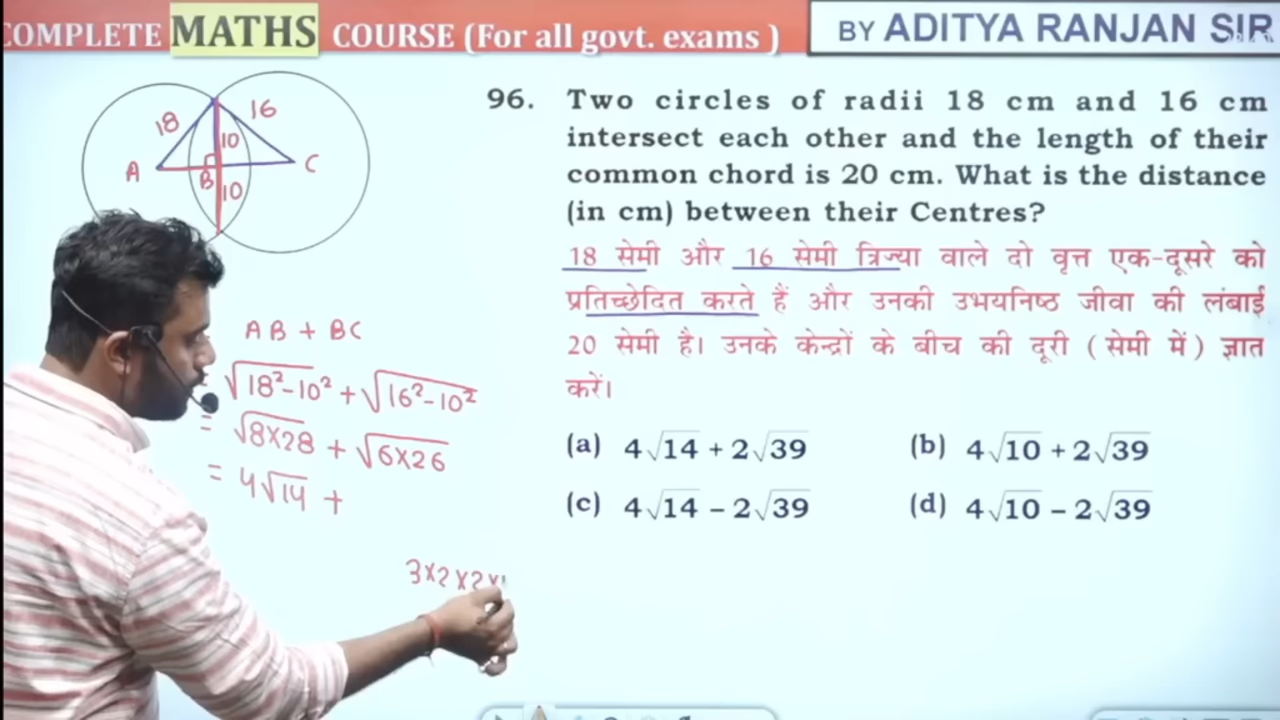 COMPLETE MATHS COURSE (For all govt. exams )
BY ADITYA RANJAN SIR
18
16
10
A
B
C
10
96. Two circles of radii 18 cm and 16 cm
intersect each other and the length of their
common chord is 20 cm. What is the distance
(in cm) between their Centres?
18 सेमी और 16 सेमी त्रिज्या वाले दो वृत्त एक-दूसरे को
प्रतिच्छेदित करते हैं और उनकी उभयनिष्ठ जीवा की लंबाई
20 सेमी है। उनके केन्द्रों के बीच की दूरी ( सेमी में ) ज्ञात
करें।
(a) 4√14 + 2√39 (b) 4√10 + 2√39
(c) 4√14 − 2√39 (d) 4√10 − 2√39
AB + BC
√18²-10² + √16²-10²
= √8×28 + √6×26
= 4√14 +
3×2×2×